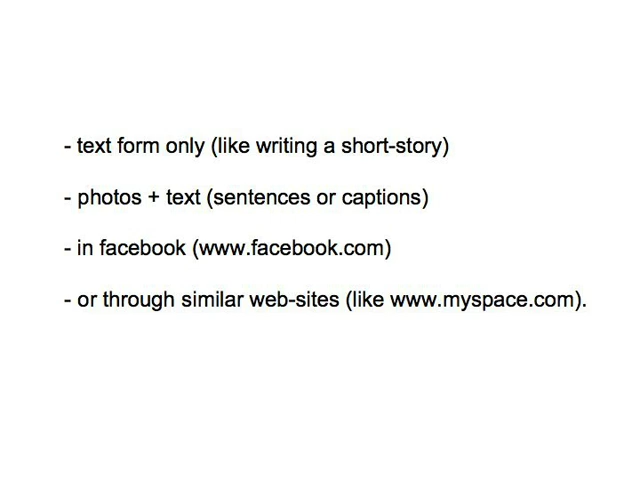 - text form only (like writing a short-story)
- photos + text (sentences or captions)
- in facebook (www.facebook.com)
- or through similar web-sites (like www.myspace.com).